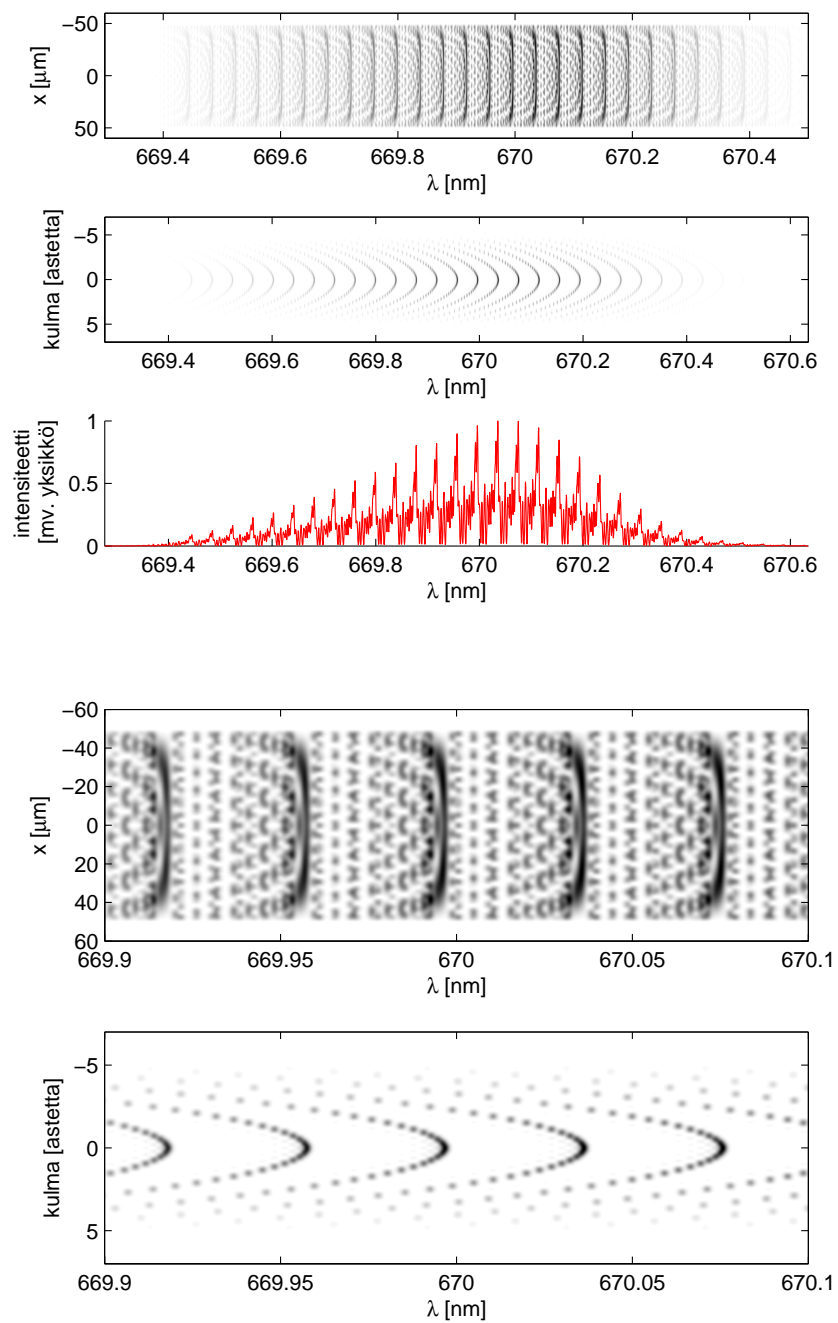 −50
0
50
x [µm]
669.4 669.6 669.8 670 670.2 670.4
λ [nm]
−5
0
5
kulma [astetta]
669.4 669.6 669.8 670 670.2 670.4 670.6
λ [nm]
1
0.5
0
intensiteetti
[mv. yksikkö]
669.4 669.6 669.8 670 670.2 670.4 670.6
λ [nm]
−60
−40
−20
0
20
40
60
x [µm]
669.9 669.95 670 670.05 670.1
λ [nm]
−5
0
5
kulma [astetta]
669.9 669.95 670 670.05 670.1
λ [nm]